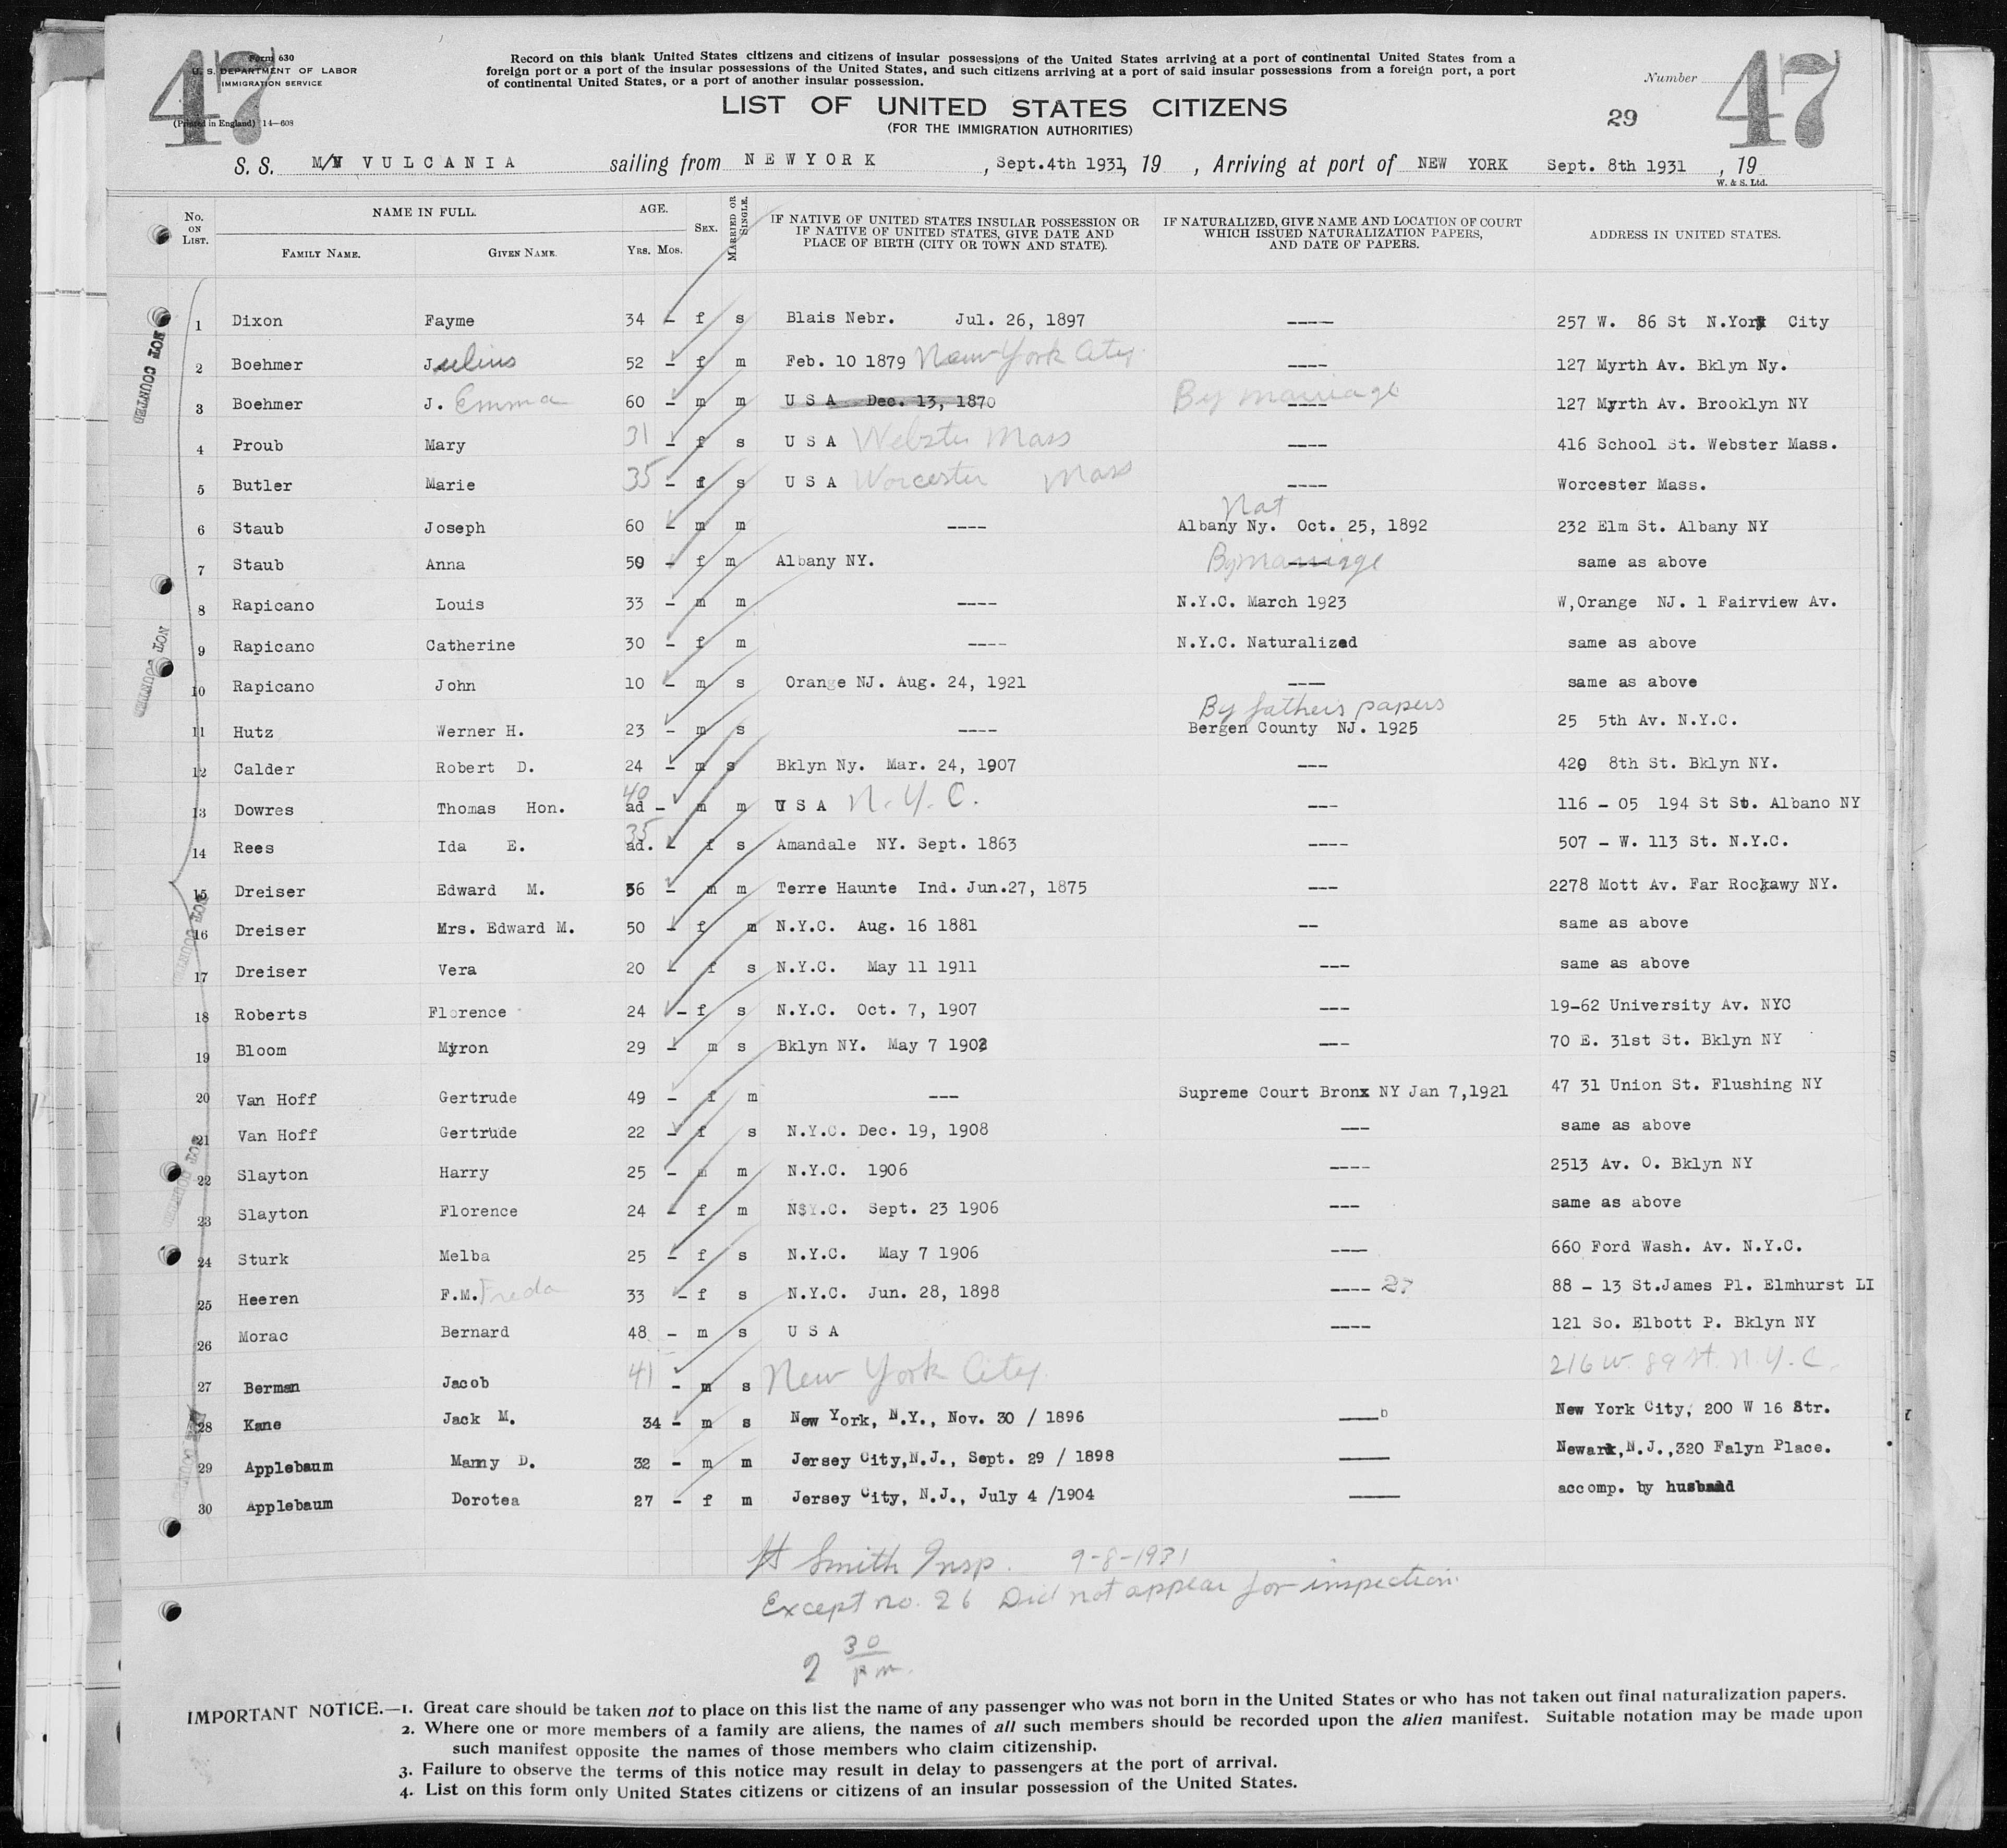 47 47
Form 630
U. S. DEPARTMENT OF LABOR
IMMIGRATION SERVICE
(Printed in England) 14—608
Record on this blank United States citizens and citizens of insular possessions of the United States arriving at a port of continental United States from a
foreign port or a port of the insular possessions of the United States, and such citizens arriving at a port of said insular possessions from a foreign port, a port
of continental United States, or a port of another insular possession.
Number
LIST OF UNITED STATES CITIZENS
(FOR THE IMMIGRATION AUTHORITIES)
29
S. S. M/V VULCANIA sailing from NEWYORK , Sept.4th 1931, 19 , Arriving at port of NEW YORK Sept. 8th 1931 , 19
W. & S. Ltd.
No. ON LIST. NAME IN FULL. FAMILY NAME. GIVEN NAME. AGE. YRS. MOS. SEX. MARRIED OR SINGLE. IF NATIVE OF UNITED STATES INSULAR POSSESSION OR IF NATIVE OF UNITED STATES, GIVE DATE AND PLACE OF BIRTH (CITY OR TOWN AND STATE). IF NATURALIZED, GIVE NAME AND LOCATION OF COURT WHICH ISSUED NATURALIZATION PAPERS, AND DATE OF PAPERS. ADDRESS IN UNITED STATES.
NOT COUNTED
1 Dixon Fayme 34 – f s Blais Nebr. Jul. 26, 1897 ---- 257 W. 86 St N.York City
2 Boehmer Julius 52 – f m Feb. 10 1879 New York City ---- 127 Myrth Av. Bklyn Ny.
3 Boehmer J. Emma 60 – m m U S A Dec. 13, 1870 By marriage ---- 127 Myrth Av. Brooklyn NY
4 Proub Mary 31 – f s U S A Webster Mass ---- 416 School St. Webster Mass.
5 Butler Marie 35 – f s U S A Worcester Mass ---- Worcester Mass.
6 Staub Joseph 60 – m m ---- Nat Albany Ny. Oct. 25, 1892 232 Elm St. Albany NY
7 Staub Anna 50 – f m Albany NY. By marriage ---- same as above
8 Rapicano Louis 33 – m m ---- N.Y.C. March 1923 W,Orange NJ. 1 Fairview Av.
9 Rapicano Catherine 30 – f m ---- N.Y.C. Naturalized same as above
10 Rapicano John 10 – m s Orange NJ. Aug. 24, 1921 ---- same as above
11 Hutz Werner H. 23 – m s ---- By fathers papers Bergen County NJ. 1925 25 5th Av. N.Y.C.
12 Calder Robert D. 24 – m s Bklyn Ny. Mar. 24, 1907 --- 429 8th St. Bklyn NY.
13 Dowres Thomas Hon. 40 ad – m m U S A N.Y.C. --- 116 – 05 194 St St. Albano NY
14 Rees Ida E. 35 ad. – f s Amandale NY. Sept. 1863 ---- 507 – W. 113 St. N.Y.C.
15 Dreiser Edward M. 56 – m m Terre Haunte Ind. Jun.27, 1875 --- 2278 Mott Av. Far Rockawy NY.
16 Dreiser Mrs. Edward M. 50 – f m N.Y.C. Aug. 16 1881 -- same as above
17 Dreiser Vera 20 – f s N.Y.C. May 11 1911 --- same as above
18 Roberts Florence 24 – f s N.Y.C. Oct. 7, 1907 --- 19-62 University Av. NYC
19 Bloom Myron 29 – m s Bklyn NY. May 7 1902 --- 70 E. 31st St. Bklyn NY
20 Van Hoff Gertrude 49 – f m --- Supreme Court Bronx NY Jan 7,1921 47 31 Union St. Flushing NY
21 Van Hoff Gertrude 22 – f s N.Y.C. Dec. 19, 1908 --- same as above
22 Slayton Harry 25 – m m N.Y.C. 1906 ---- 2513 Av. O. Bklyn NY
23 Slayton Florence 24 – f m N.Y.C. Sept. 23 1906 --- same as above
24 Sturk Melba 25 – f s N.Y.C. May 7 1906 ---- 660 Ford Wash. Av. N.Y.C.
25 Heeren F.M. Freda 33 – f s N.Y.C. Jun. 28, 1898 ---- 27 88 – 13 St.James Pl. Elmhurst LI
26 Morac Bernard 48 – m s U S A ---- 121 So. Elbott P. Bklyn NY
27 Berman Jacob 41 – m s New York City 216 W. 89 St. N.Y.C.
28 Kane Jack M. 34 – m s New York, N.Y., Nov. 30 / 1896 ---- New York City, 200 W 16 Str.
29 Applebaum Manny D. 32 – m m Jersey City,N.J., Sept. 29 / 1898 ---- Newark,N.J.,320 Falyn Place.
30 Applebaum Dorotea 27 – f m Jersey City, N.J., July 4 /1904 ---- accomp. by husband
H Smith Insp. 9-8-1931
Except no. 26 Did not appear for inspection
2 30 pm.
IMPORTANT NOTICE.—1. Great care should be taken not to place on this list the name of any passenger who was not born in the United States or who has not taken out final naturalization papers.
2. Where one or more members of a family are aliens, the names of all such members should be recorded upon the alien manifest. Suitable notation may be made upon
such manifest opposite the names of those members who claim citizenship.
3. Failure to observe the terms of this notice may result in delay to passengers at the port of arrival.
4. List on this form only United States citizens or citizens of an insular possession of the United States.